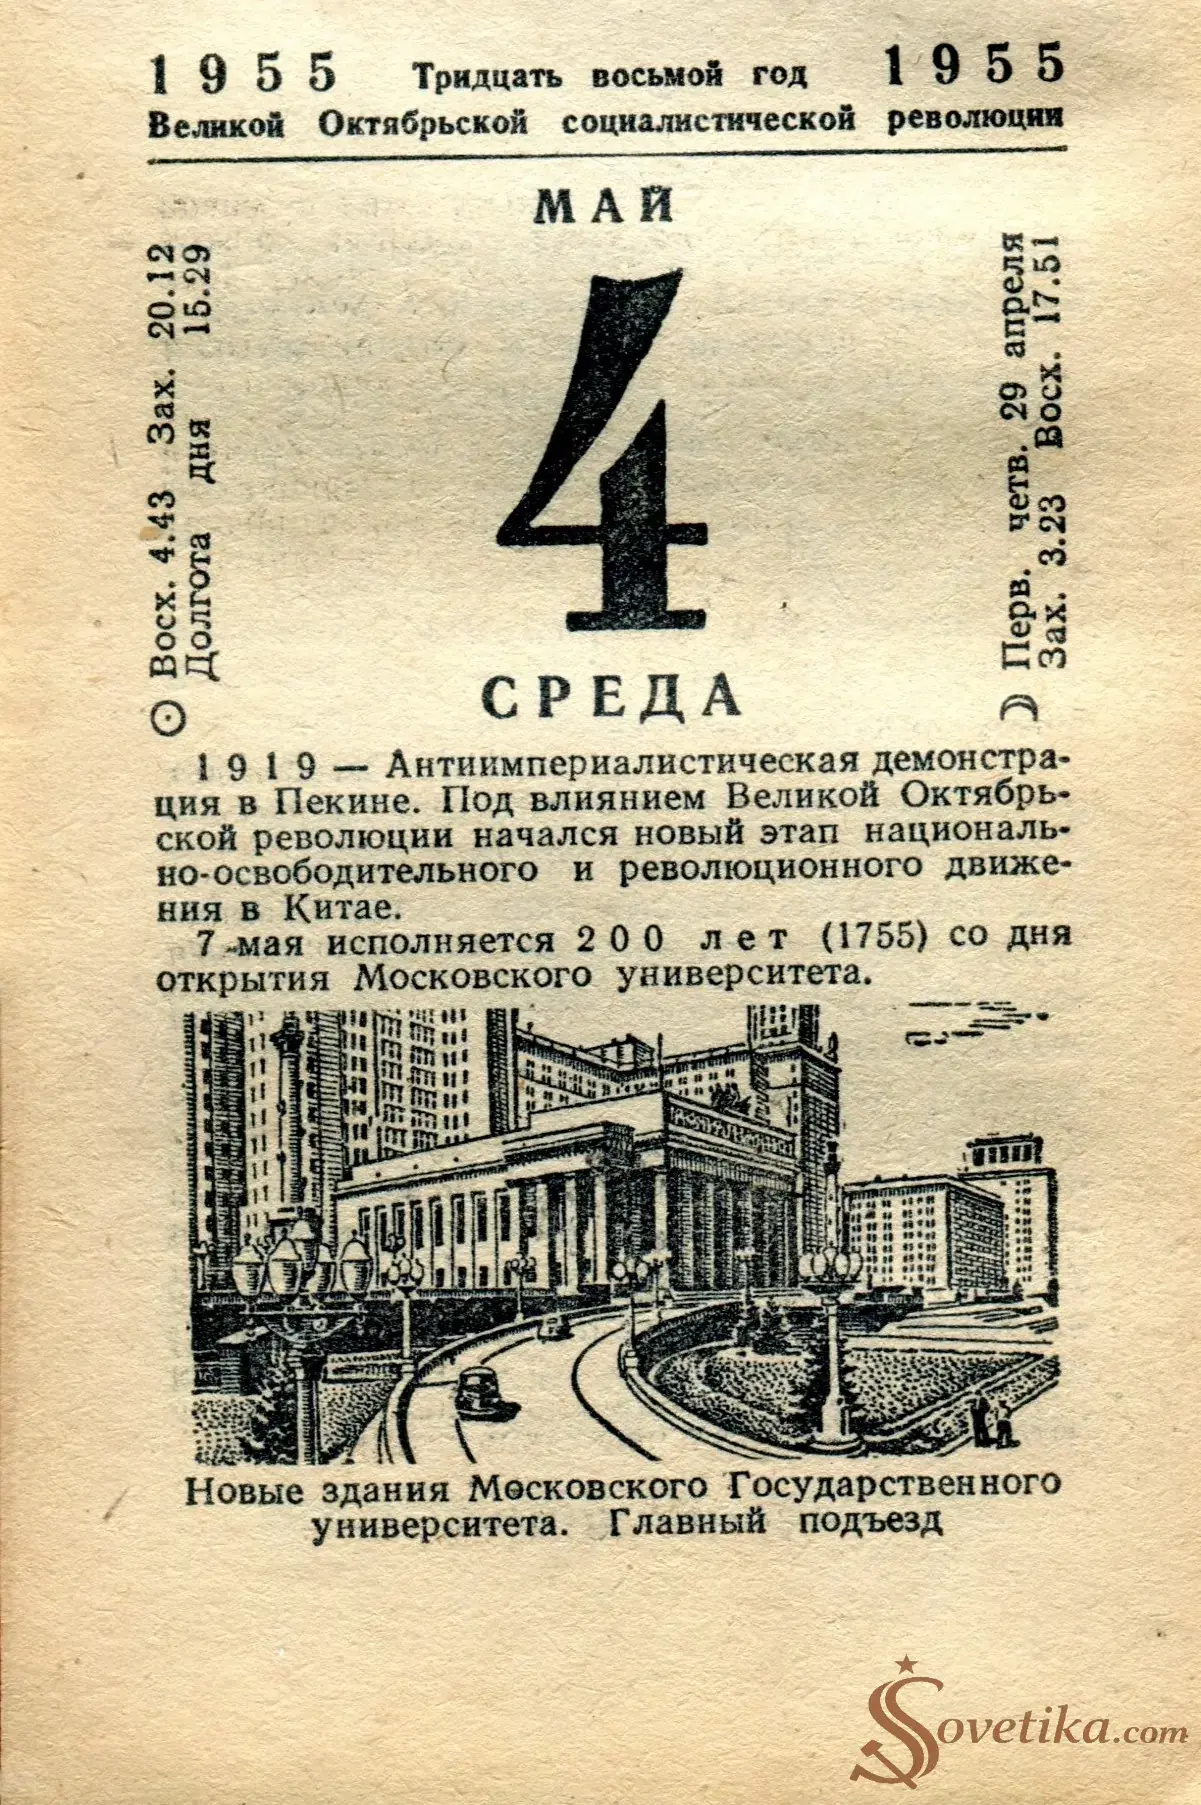 1955 Тридцать восьмой год 1955
Великой Октябрьской социалистической революции
МАЙ
Восх. 4.43 Зах. 20.12
Долгота дня 15.29
4
Перв. четв. 29 апреля
Зах. 3.23 Восх. 17.51
СРЕДА
1919 — Антиимпериалистическая демонстра-
ция в Пекине. Под влиянием Великой Октябрь-
ской революции начался новый этап националь-
но-освободительного и революционного движе-
ния в Китае.
7 мая исполняется 200 лет (1755) со дня
открытия Московского университета.
Новые здания Московского Государственного
университета. Главный подъезд
Sovetika.com